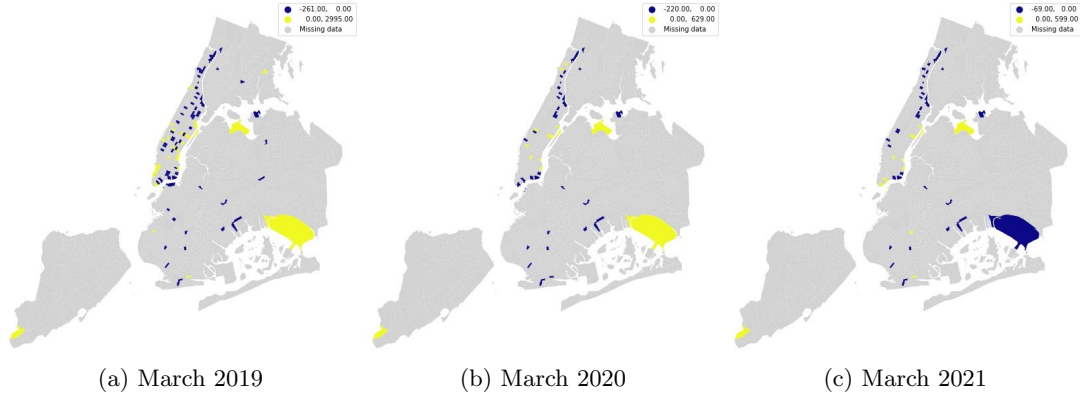 -261.00, 0.00
0.00, 2995.00
Missing data
-220.00, 0.00
0.00, 629.00
Missing data
-69.00, 0.00
0.00, 599.00
Missing data
(a) March 2019
(b) March 2020
(c) March 2021